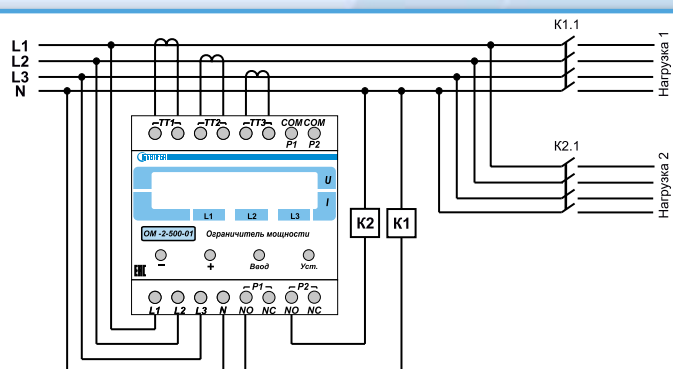 K1.1
L1
L2
L3
N
Нагрузка 1
ТТ1 ТТ2 ТТ3 COM COM
P1 P2
K2.1
Нагрузка 2
U
I
L1 L2 L3
K2 K1
ОМ -2-500-01 Ограничитель мощности
– + Ввод Уст.
EAC
P1 P2
L1 L2 L3 N NO NC NO NC